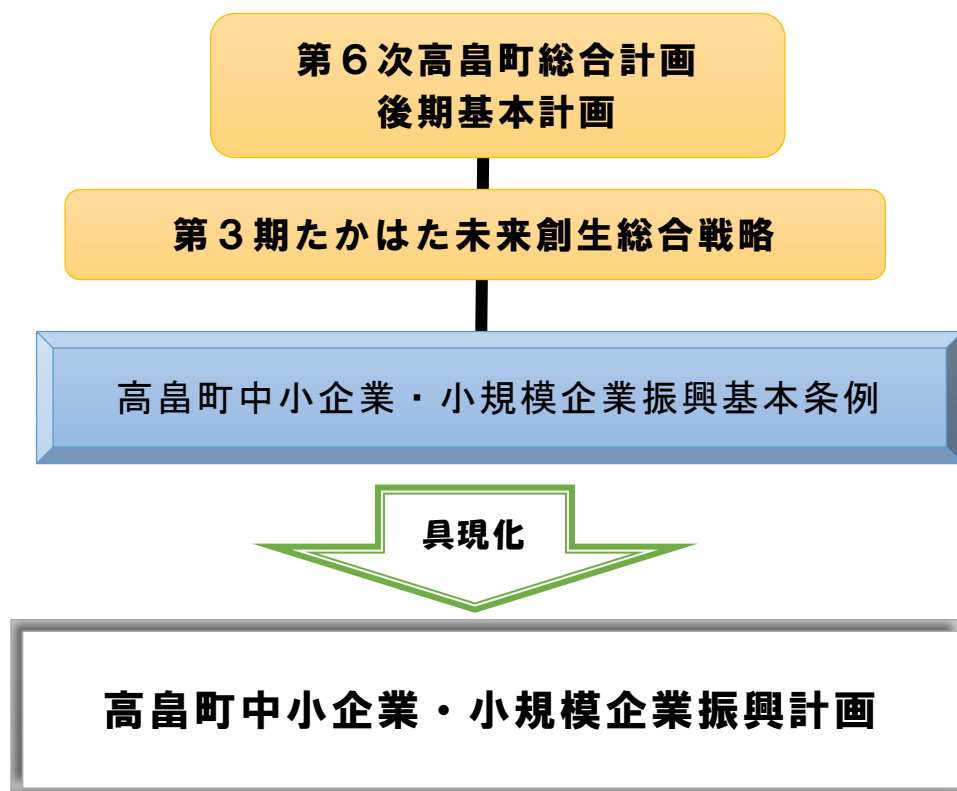 第６次高畠町総合計画
後期基本計画
第３期たかはた未来創生総合戦略
高畠町中小企業・小規模企業振興基本条例
具現化
高畠町中小企業・小規模企業振興計画